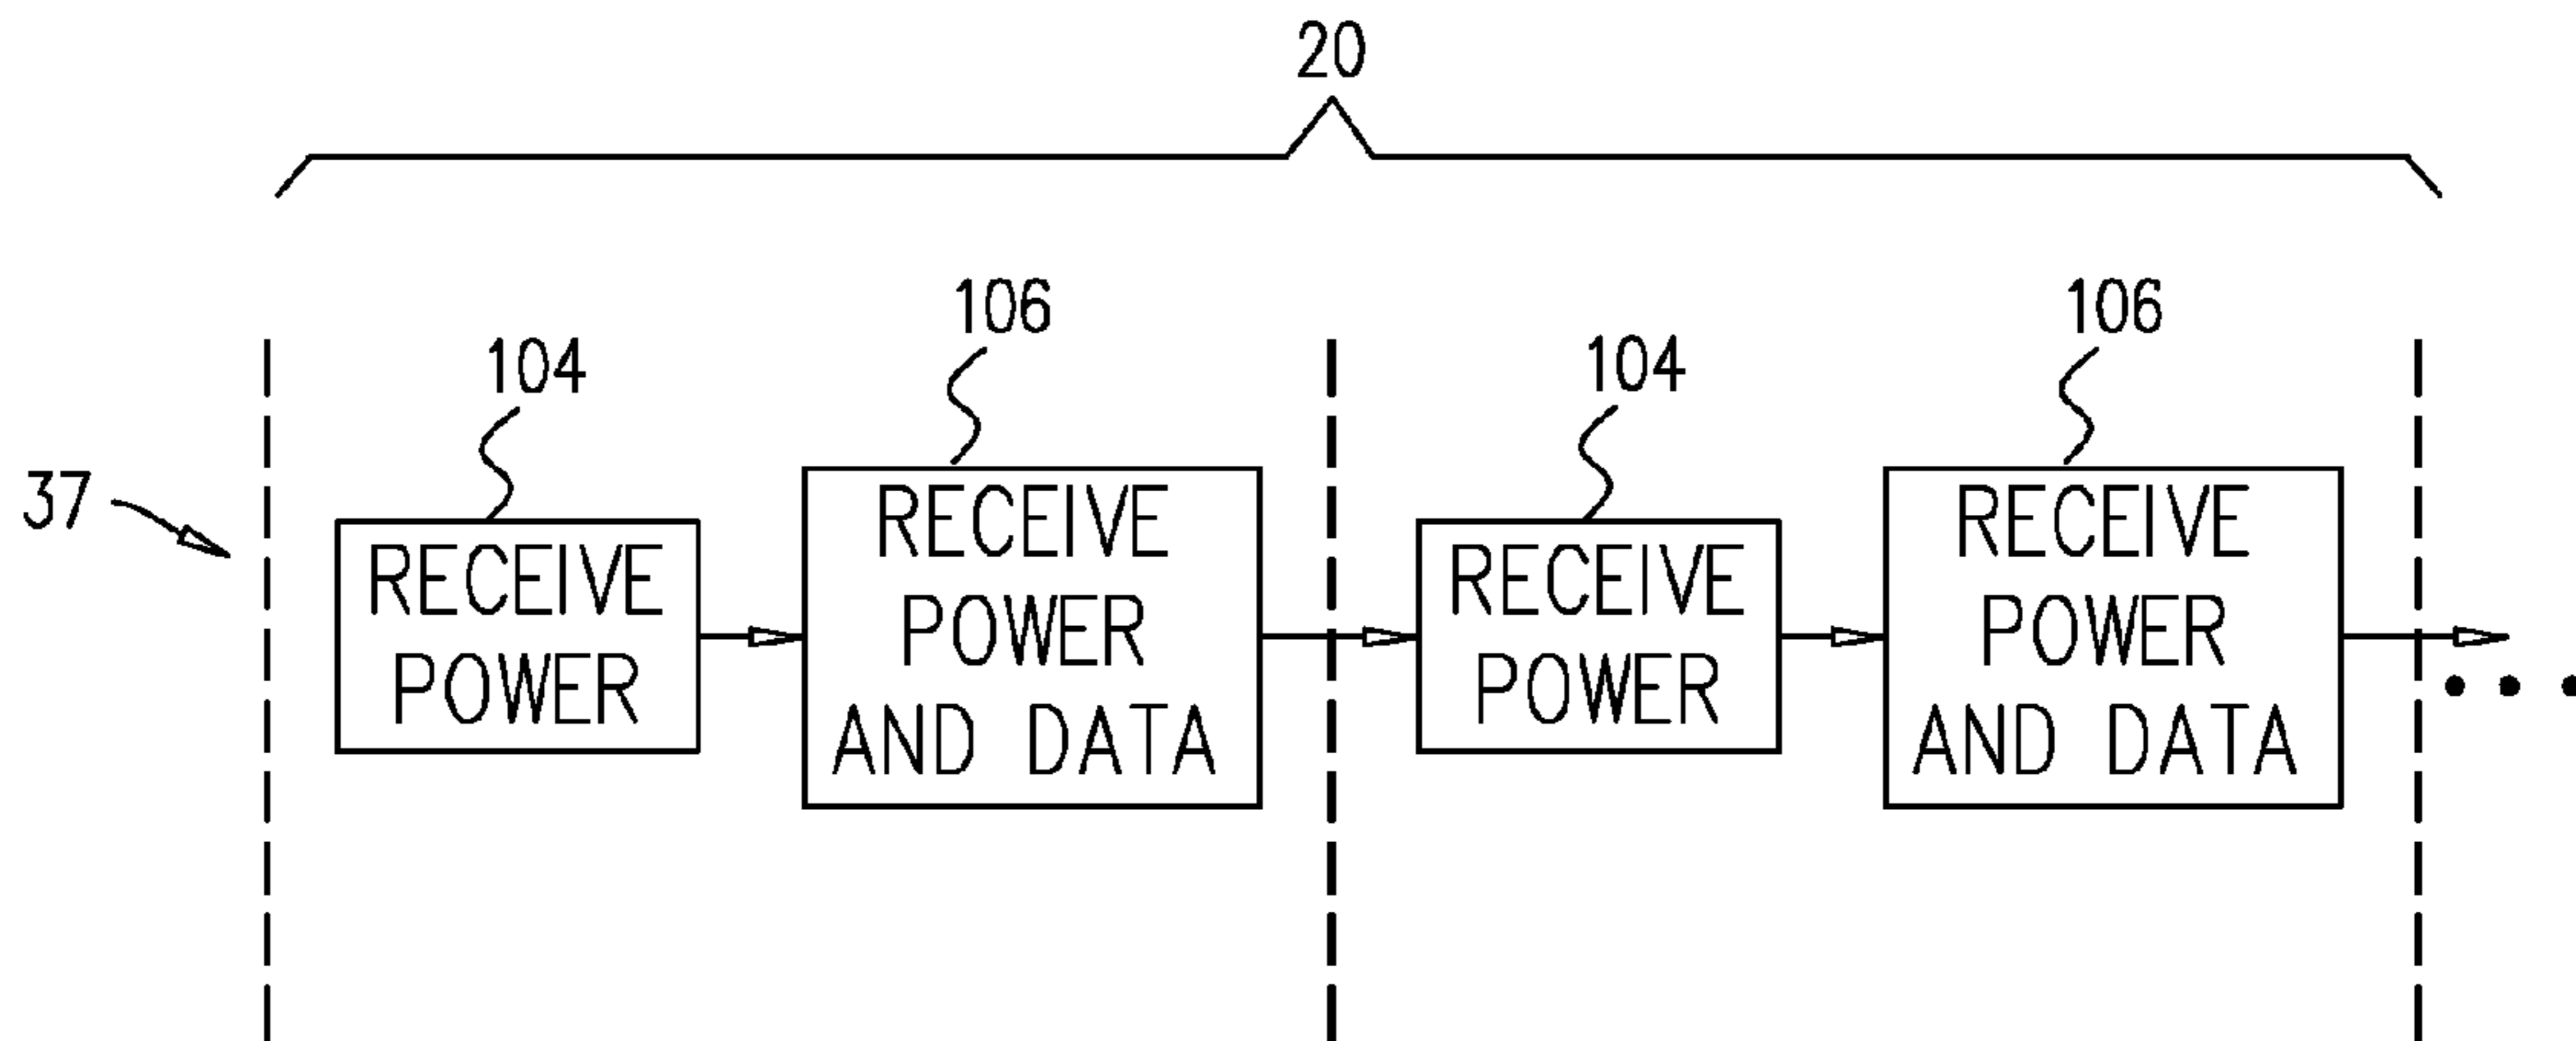 20
106
106
104
104
37
RECEIVE
POWER
RECEIVE
POWER
AND DATA
RECEIVE
POWER
RECEIVE
POWER
AND DATA